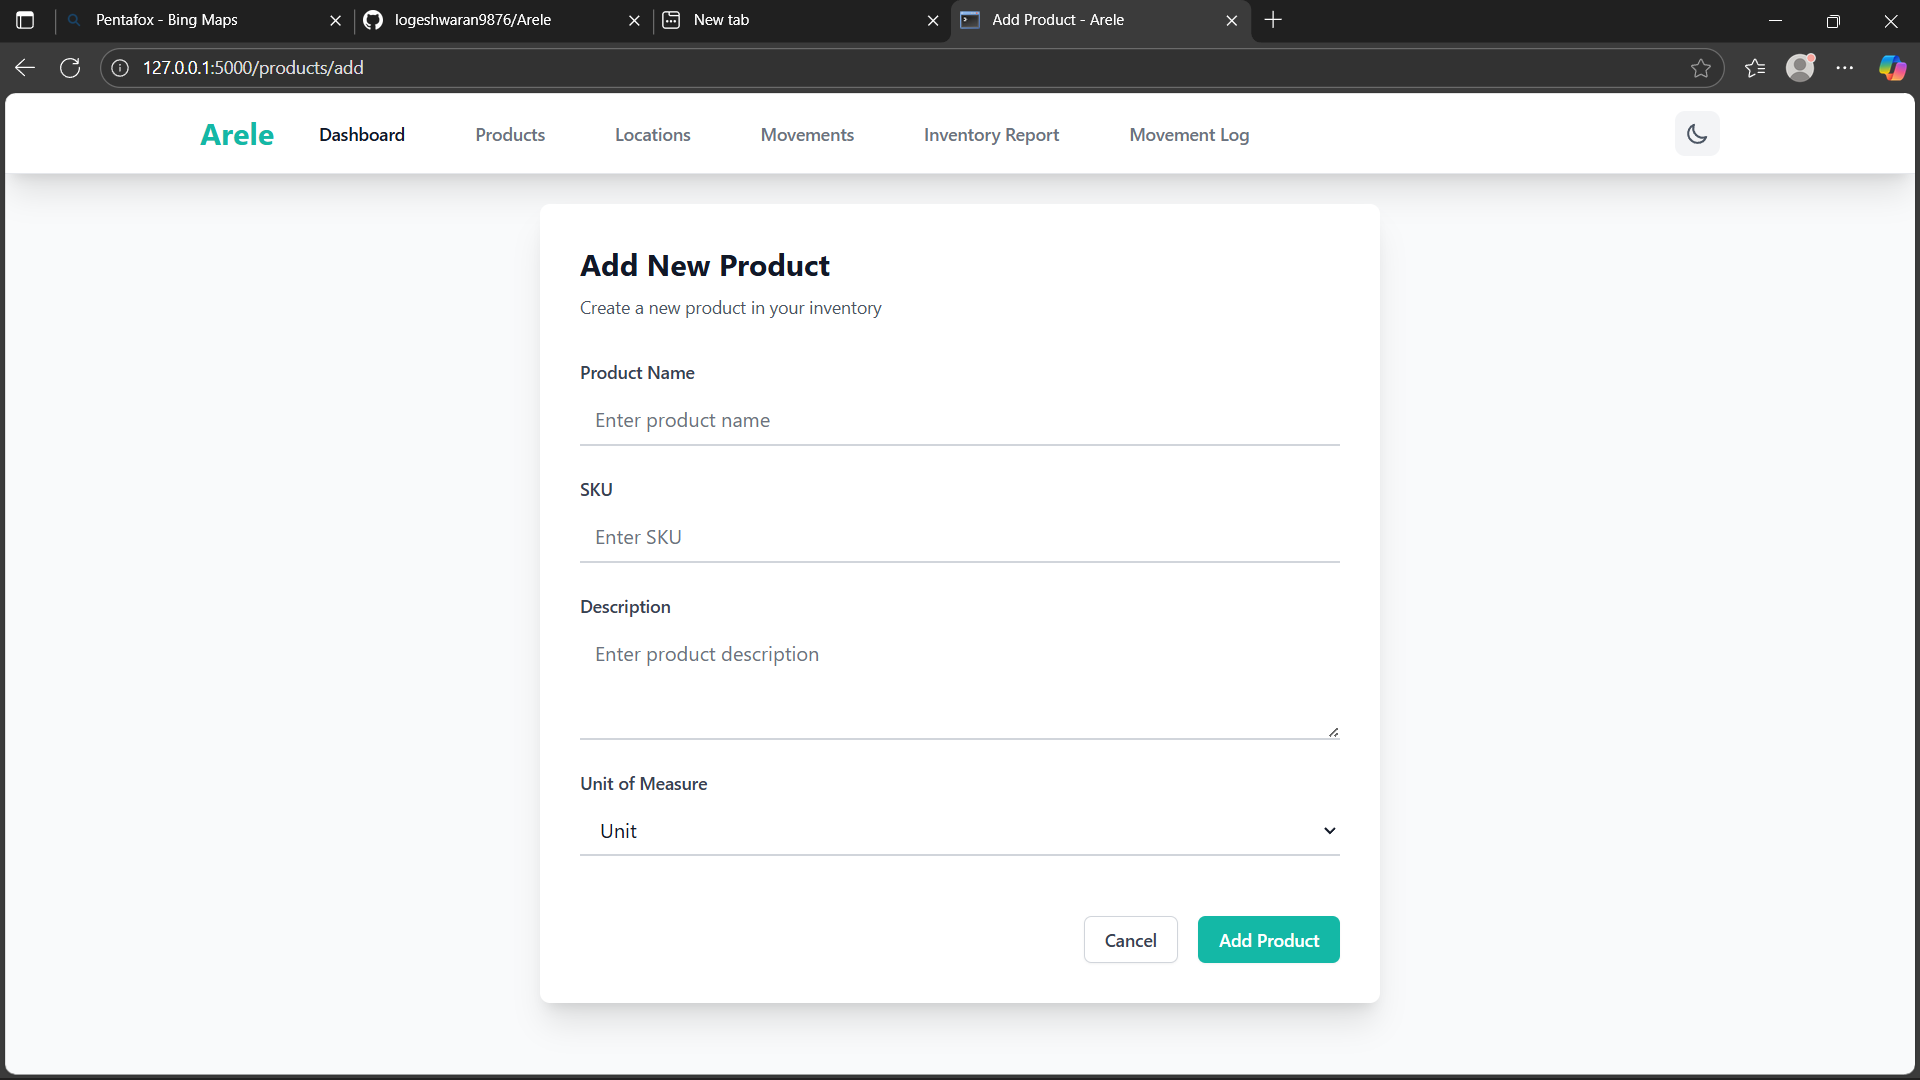 Pentafox - Bing Maps
logeshwaran9876/Arele
New tab
Add Product - Arele
127.0.0.1:5000/products/add
Arele
Dashboard
Products
Locations
Movements
Inventory Report
Movement Log
Add New Product
Create a new product in your inventory
Product Name
Enter product name
SKU
Enter SKU
Description
Enter product description
Unit of Measure
Unit
Cancel
Add Product